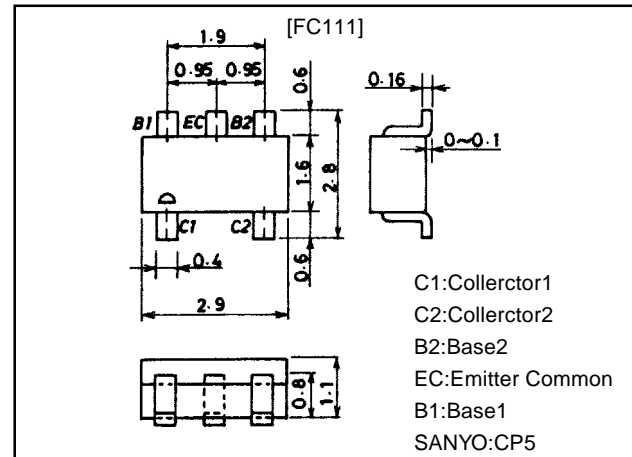 [FC111]
1.9
0.95 0.95
0.6
0.16
B1 EC B2
0~0.1
1.6
2.8
C1 C2
0.6
0.4
2.9
C1:Collerctor1
C2:Collerctor2
B2:Base2
EC:Emitter Common
B1:Base1
SANYO:CP5
0.8
1.1